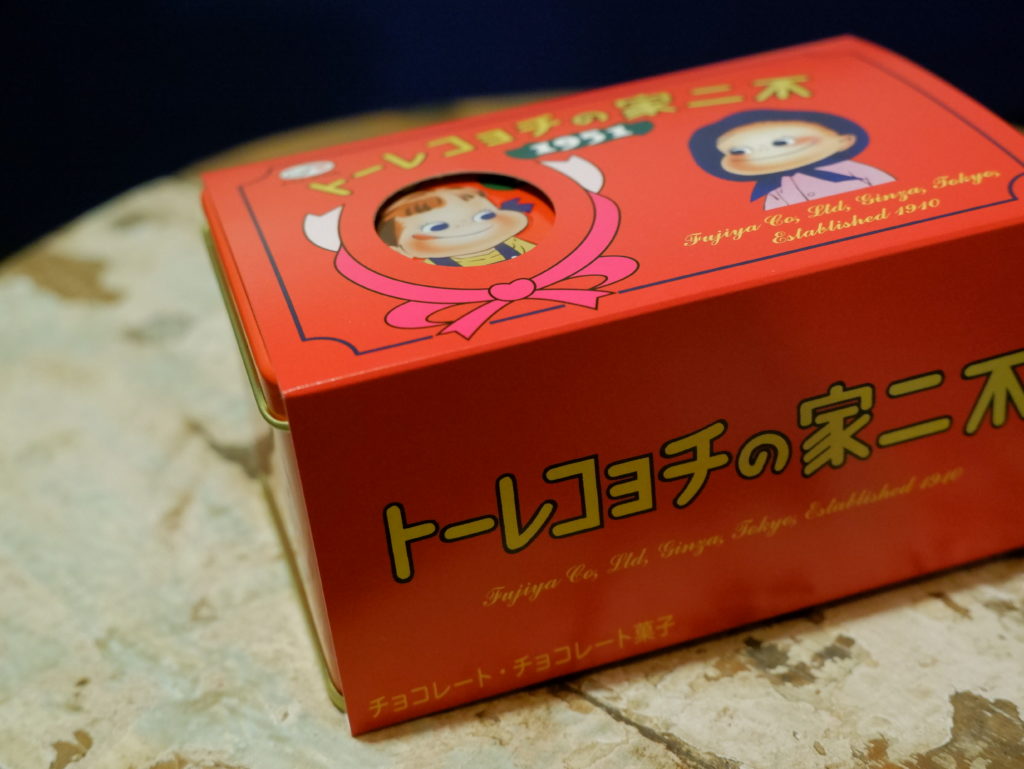 トーレコョチの家二不
1951
Fujiya Co, Ltd, Ginza, Tokyo,
Established 1910
トーレコョチの家二不
Fujiya Co, Ltd, Ginza, Tokyo, Established 1910
チョコレート・チョコレート菓子